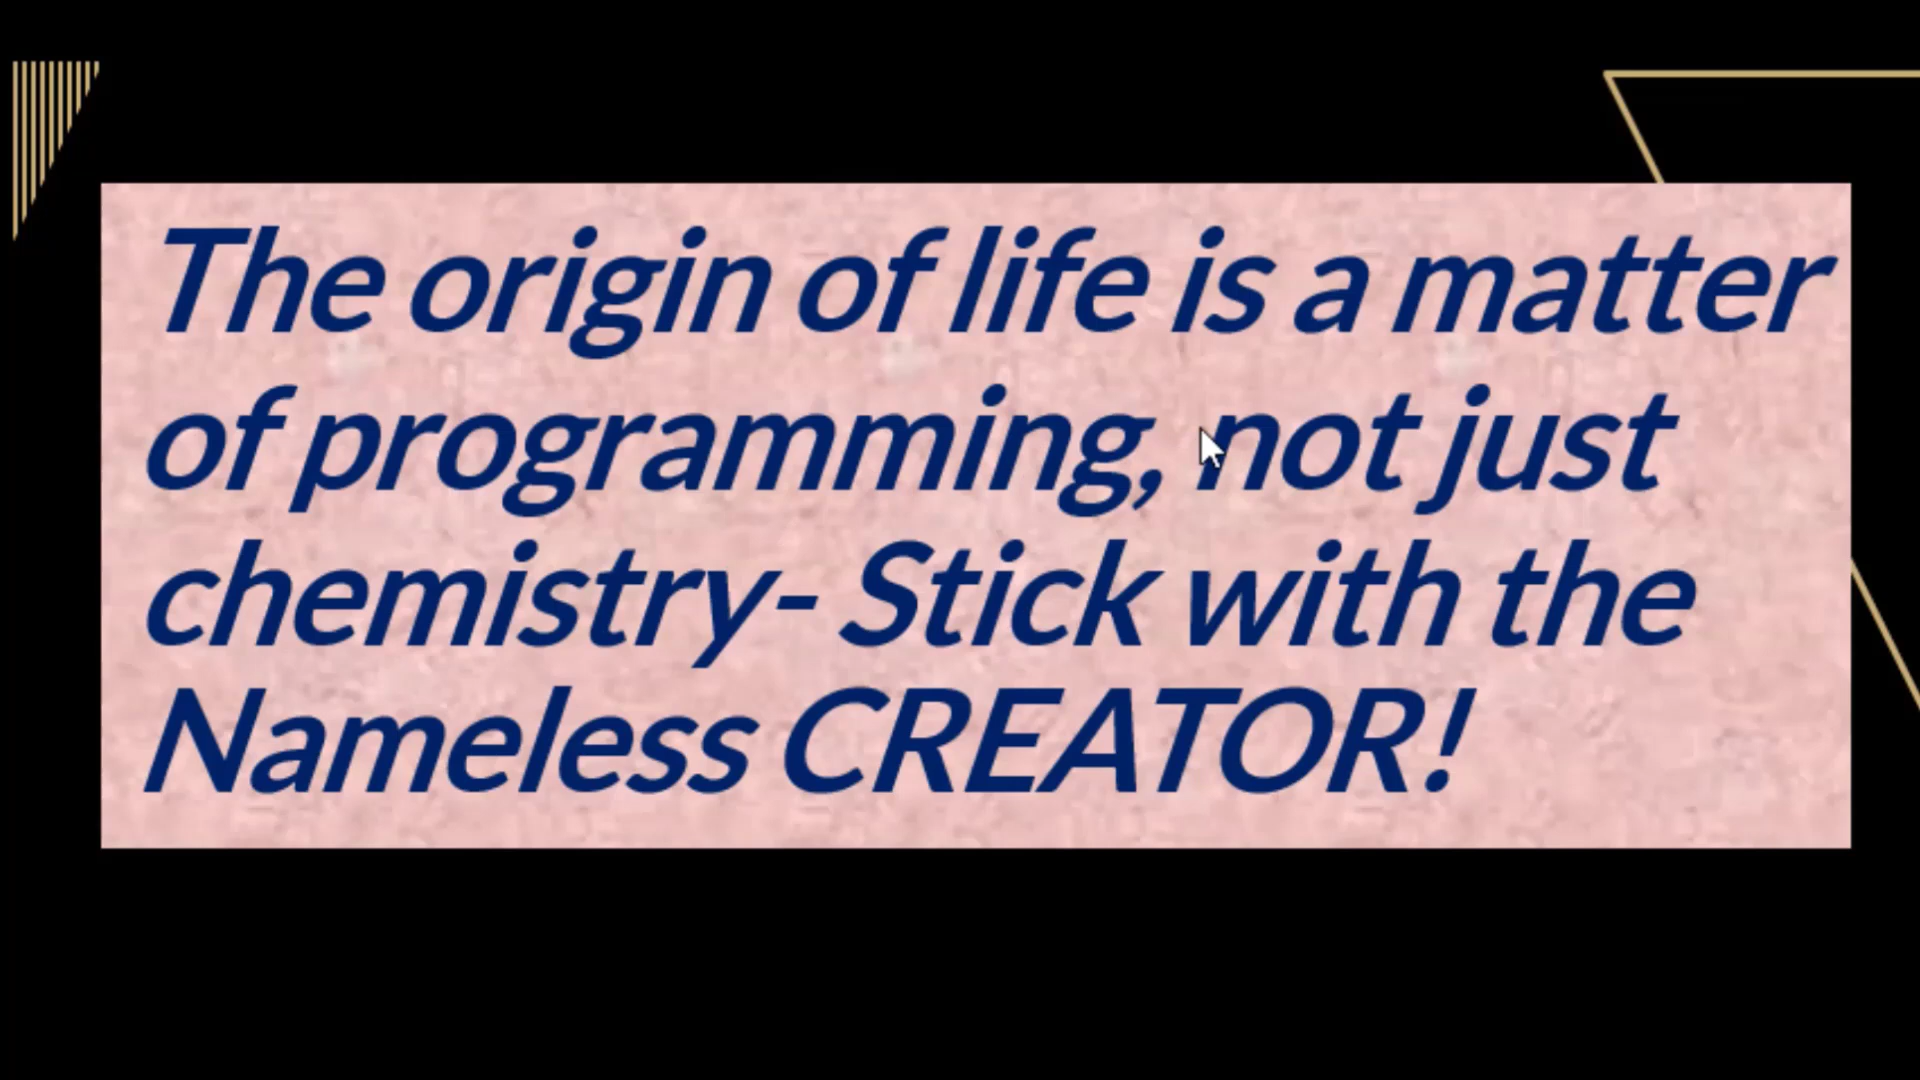 The origin of life is a matter
of programming, not just
chemistry- Stick with the
Nameless CREATOR!